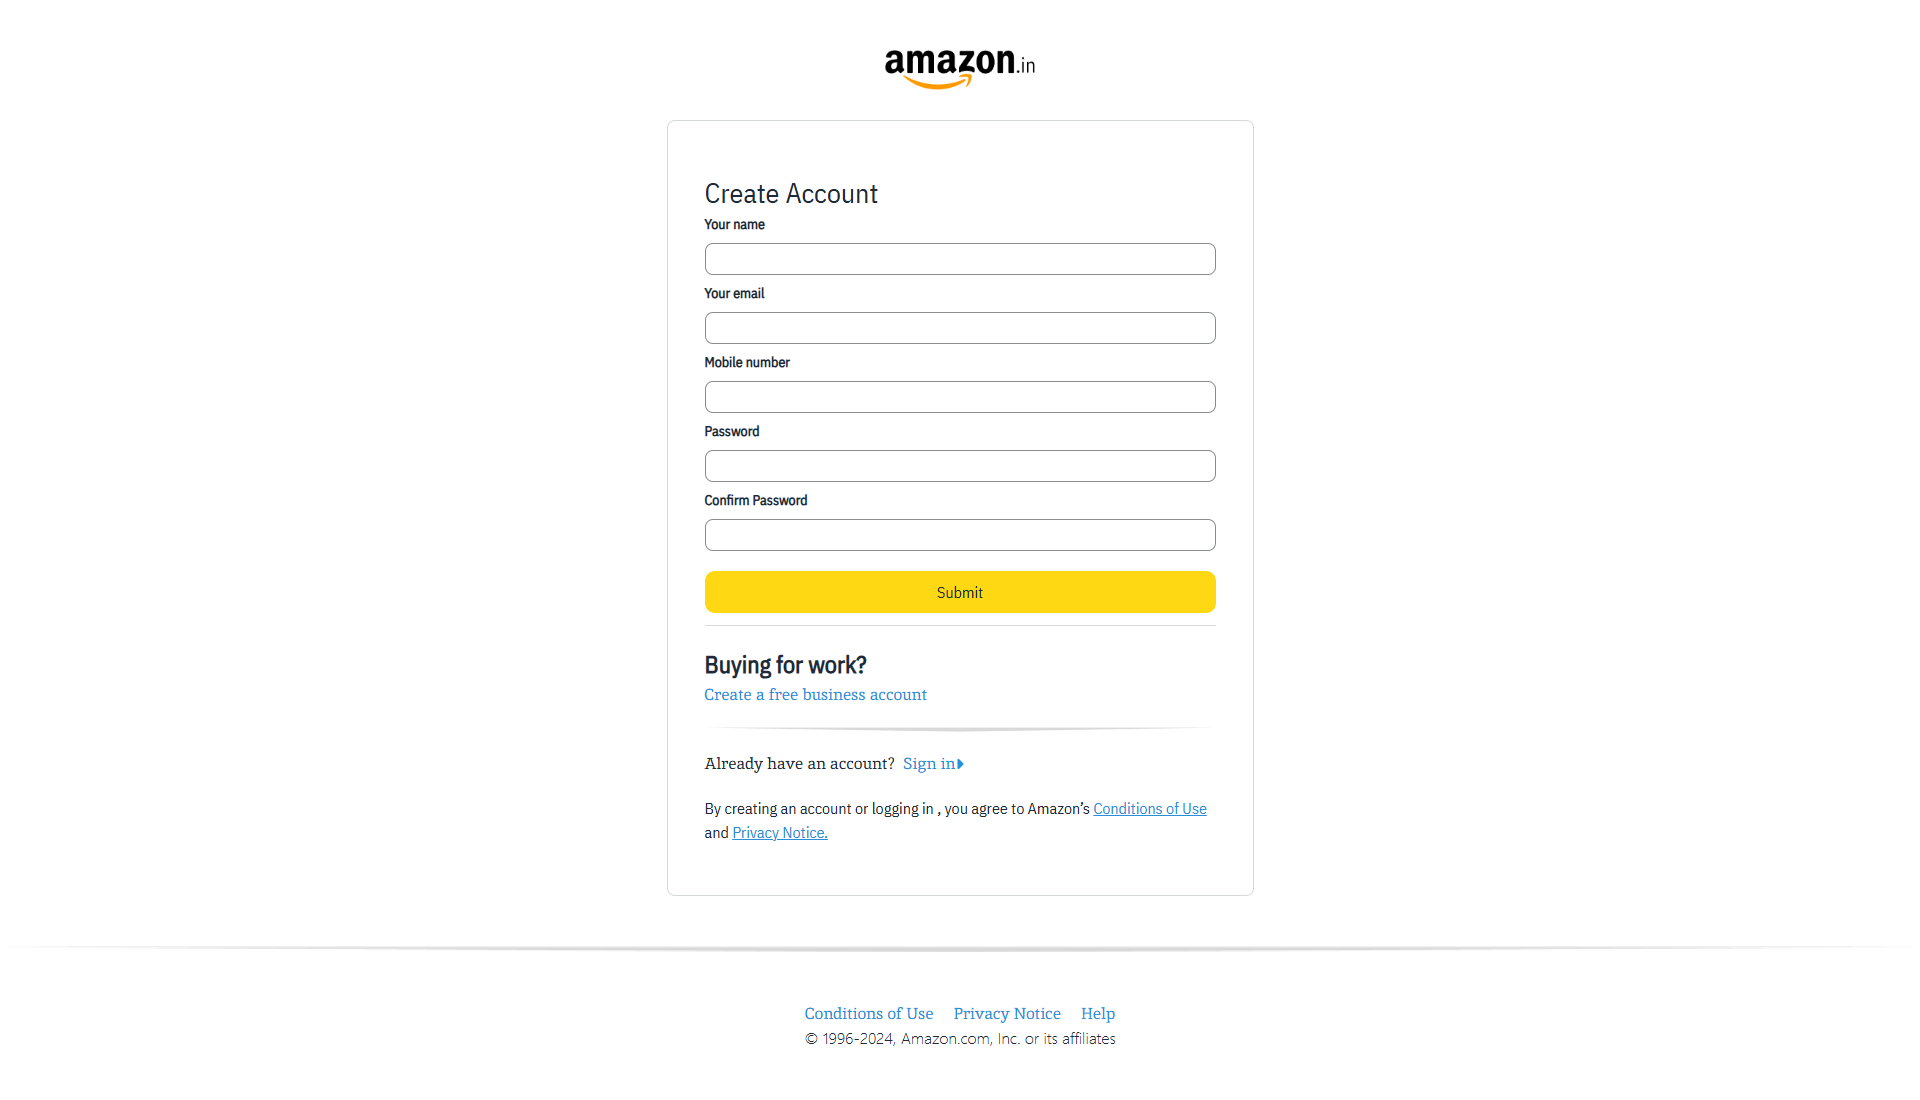 amazon.in
Create Account
Your name
Your email
Mobile number
Password
Confirm Password
Submit
Buying for work?
Create a free business account
Already have an account? Sign in
By creating an account or logging in , you agree to Amazon’s Conditions of Use
and Privacy Notice.
Conditions of Use Privacy Notice Help
© 1996-2024, Amazon.com, Inc. or its affiliates